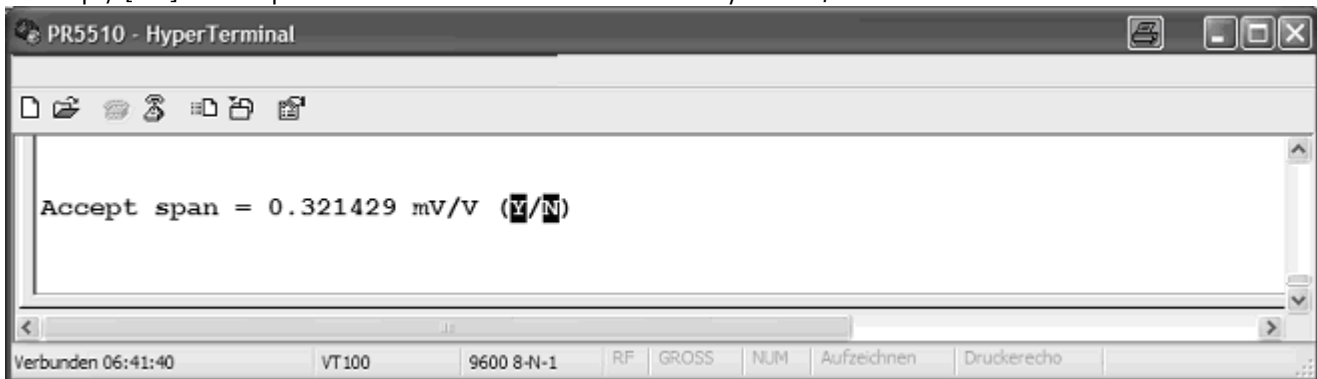 PR5510 - HyperTerminal
Accept span = 0.321429 mV/V (Y/N)
Verbunden 06:41:40 VT100 9600 8-N-1 RF GROSS NUM Aufzeichnen Druckerecho